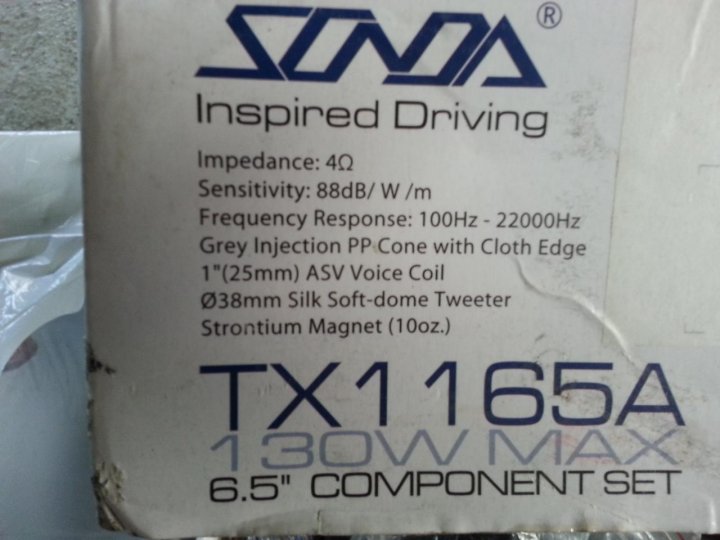 SONDA®
Inspired Driving
Impedance: 4Ω
Sensitivity: 88dB/ W /m
Frequency Response: 100Hz - 22000Hz
Grey Injection PP Cone with Cloth Edge
1"(25mm) ASV Voice Coil
Ø38mm Silk Soft-dome Tweeter
Strontium Magnet (10oz.)
TX1165A
130W MAX
6.5" COMPONENT SET